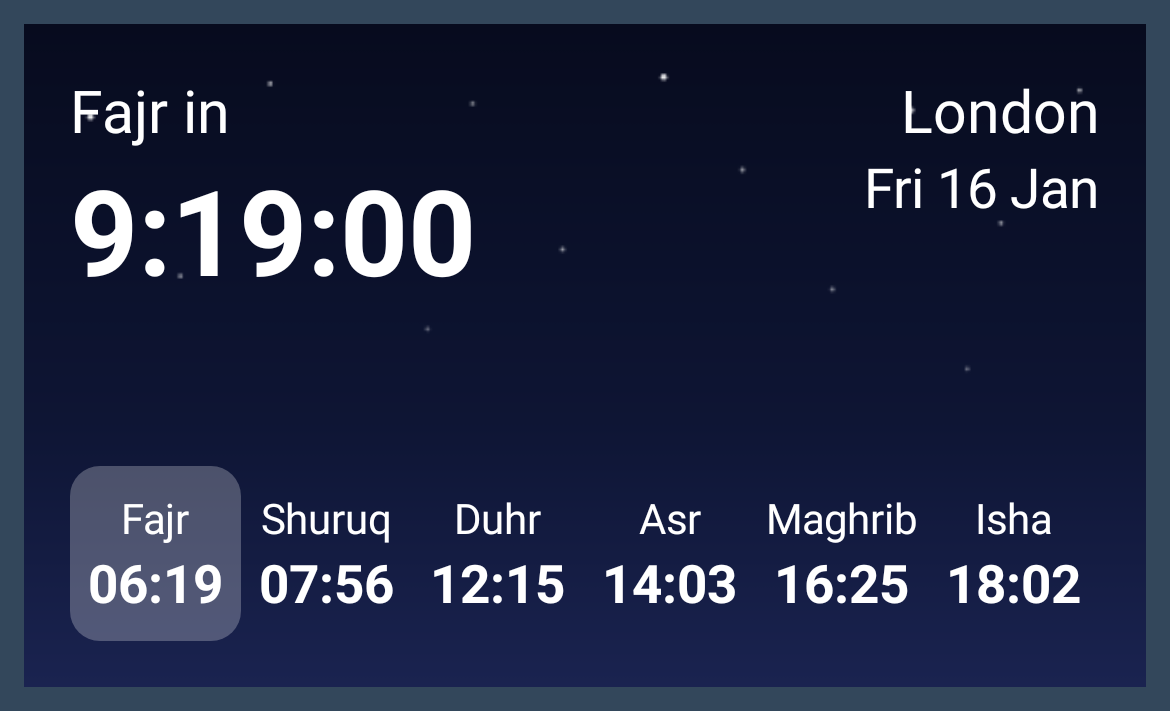 Fajr in
London
9:19:00
Fri 16 Jan
Fajr Shuruq Duhr Asr Maghrib Isha
06:19 07:56 12:15 14:03 16:25 18:02